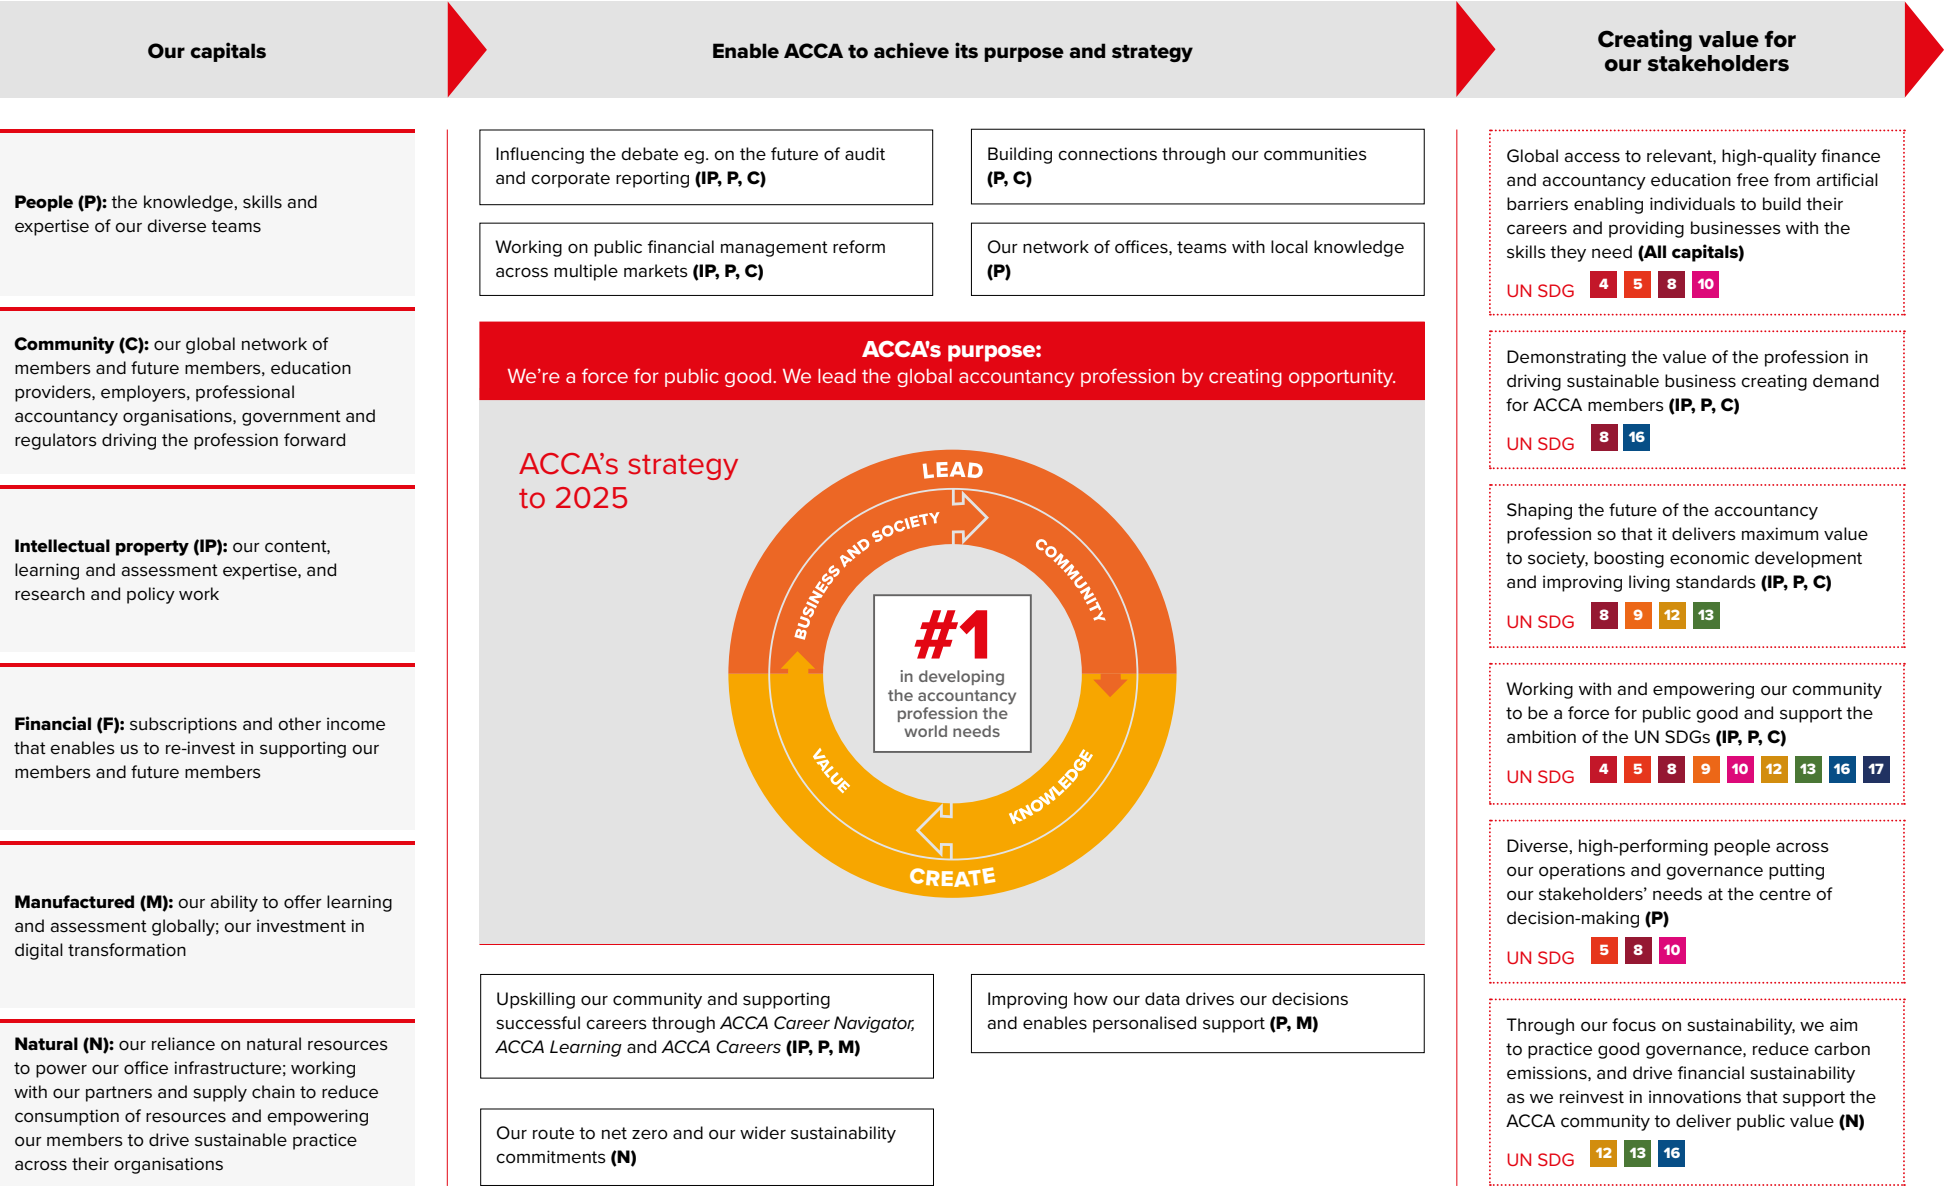 Our capitals
Enable ACCA to achieve its purpose and strategy
Creating value for
our stakeholders
People (P): the knowledge, skills and
expertise of our diverse teams
Community (C): our global network of
members and future members, education
providers, employers, professional
accountancy organisations, government and
regulators driving the profession forward
Intellectual property (IP): our content,
learning and assessment expertise, and
research and policy work
Financial (F): subscriptions and other income
that enables us to re-invest in supporting our
members and future members
Manufactured (M): our ability to offer learning
and assessment globally; our investment in
digital transformation
Natural (N): our reliance on natural resources
to power our office infrastructure; working
with our partners and supply chain to reduce
consumption of resources and empowering
our members to drive sustainable practice
across their organisations
Influencing the debate eg. on the future of audit
and corporate reporting (IP, P, C)
Building connections through our communities
(P, C)
Working on public financial management reform
across multiple markets (IP, P, C)
Our network of offices, teams with local knowledge
(P)
ACCA's purpose:
We're a force for public good. We lead the global accountancy profession by creating opportunity.
ACCA's strategy
to 2025
LEAD
BUSINESS AND SOCIETY
COMMUNITY
#1
in developing
the accountancy
profession the
world needs
VALUE
KNOWLEDGE
CREATE
Upskilling our community and supporting
successful careers through ACCA Career Navigator,
ACCA Learning and ACCA Careers (IP, P, M)
Improving how our data drives our decisions
and enables personalised support (P, M)
Our route to net zero and our wider sustainability
commitments (N)
Global access to relevant, high-quality finance
and accountancy education free from artificial
barriers enabling individuals to build their
careers and providing businesses with the
skills they need (All capitals)
UN SDG 4 5 8 10
Demonstrating the value of the profession in
driving sustainable business creating demand
for ACCA members (IP, P, C)
UN SDG 8 16
Shaping the future of the accountancy
profession so that it delivers maximum value
to society, boosting economic development
and improving living standards (IP, P, C)
UN SDG 8 9 12 13
Working with and empowering our community
to be a force for public good and support the
ambition of the UN SDGs (IP, P, C)
UN SDG 4 5 8 9 10 12 13 16 17
Diverse, high-performing people across
our operations and governance putting
our stakeholders' needs at the centre of
decision-making (P)
UN SDG 5 8 10
Through our focus on sustainability, we aim
to practice good governance, reduce carbon
emissions, and drive financial sustainability
as we reinvest in innovations that support the
ACCA community to deliver public value (N)
UN SDG 12 13 16